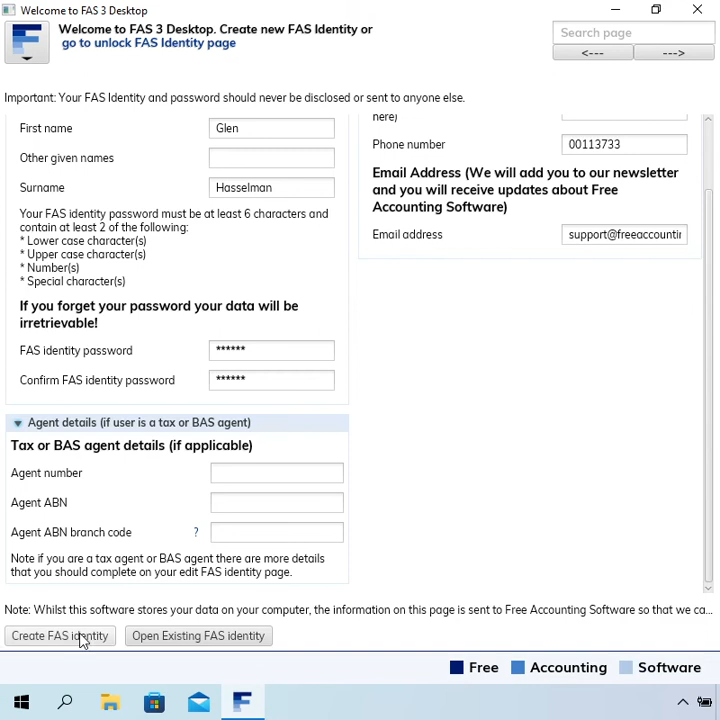 Welcome to FAS 3 Desktop
Welcome to FAS 3 Desktop. Create new FAS Identity or
go to unlock FAS Identity page
Search page
<---
--->
Important: Your FAS Identity and password should never be disclosed or sent to anyone else.
First name
Glen
Other given names
Surname
Hasselman
Your FAS identity password must be at least 6 characters and
contain at least 2 of the following:
* Lower case character(s)
* Upper case character(s)
* Number(s)
* Special character(s)
If you forget your password your data will be
irretrievable!
FAS identity password
******
Confirm FAS identity password
******
Agent details (if user is a tax or BAS agent)
Tax or BAS agent details (if applicable)
Agent number
Agent ABN
Agent ABN branch code
?
Note if you are a tax agent or BAS agent there are more details
that you should complete on your edit FAS identity page.
here)
Phone number
00113733
Email Address (We will add you to our newsletter
and you will receive updates about Free
Accounting Software)
Email address
support@freeaccountin
Note: Whilst this software stores your data on your computer, the information on this page is sent to Free Accounting Software so that we ca...
Create FAS identity
Open Existing FAS identity
Free
Accounting
Software